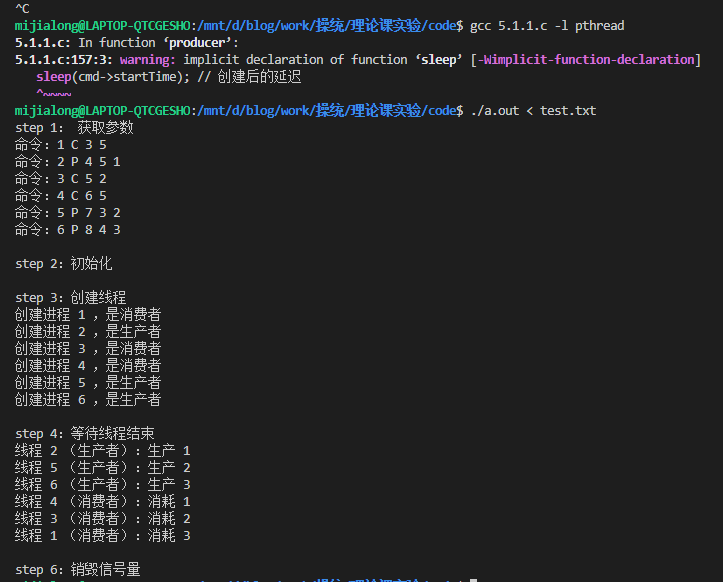 ^C
mijialong@LAPTOP-QTCGESHO:/mnt/d/blog/work/操统/理论课实验/code$ gcc 5.1.1.c -l pthread
5.1.1.c: In function ‘producer’:
5.1.1.c:157:3: warning: implicit declaration of function ‘sleep’ [-Wimplicit-function-declaration]
sleep(cmd->startTime); // 创建后的延迟
^~~~~
mijialong@LAPTOP-QTCGESHO:/mnt/d/blog/work/操统/理论课实验/code$ ./a.out < test.txt
step 1: 获取参数
命令: 1 C 3 5
命令: 2 P 4 5 1
命令: 3 C 5 2
命令: 4 C 6 5
命令: 5 P 7 3 2
命令: 6 P 8 4 3
step 2: 初始化
step 3: 创建线程
创建进程 1 ，是消费者
创建进程 2 ，是生产者
创建进程 3 ，是消费者
创建进程 4 ，是消费者
创建进程 5 ，是生产者
创建进程 6 ，是生产者
step 4: 等待线程结束
线程 2 （生产者）: 生产 1
线程 5 （生产者）: 生产 2
线程 6 （生产者）: 生产 3
线程 4 （消费者）: 消耗 1
线程 3 （消费者）: 消耗 2
线程 1 （消费者）: 消耗 3
step 6: 销毁信号量